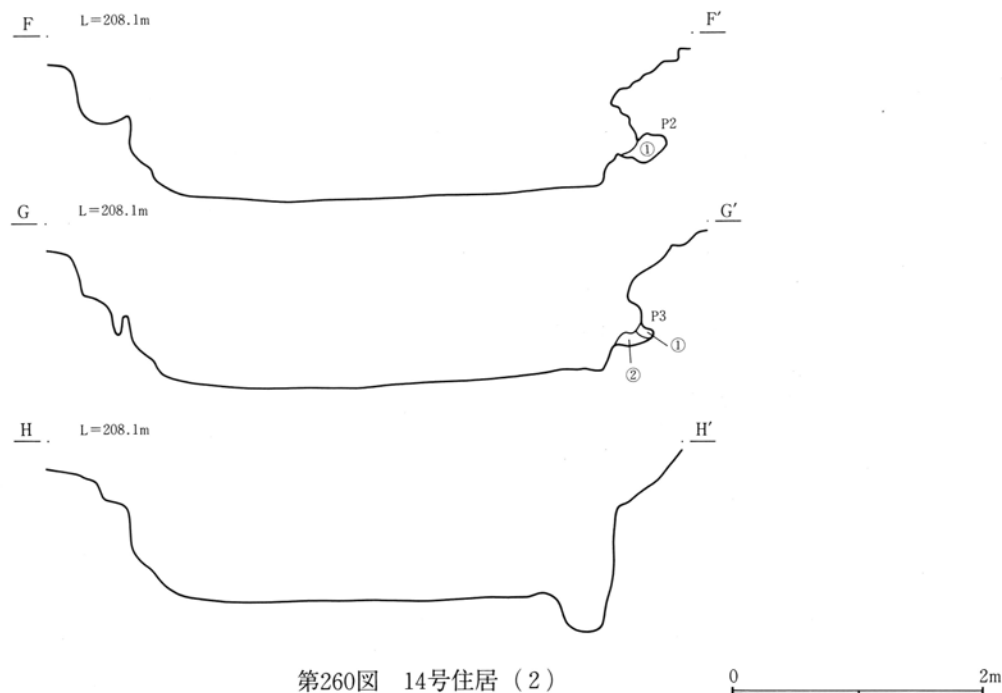 F L=208.1m F′
P2
①
G L=208.1m G′
P3
①
②
H L=208.1m H′
第260図 14号住居（2）
0 2m